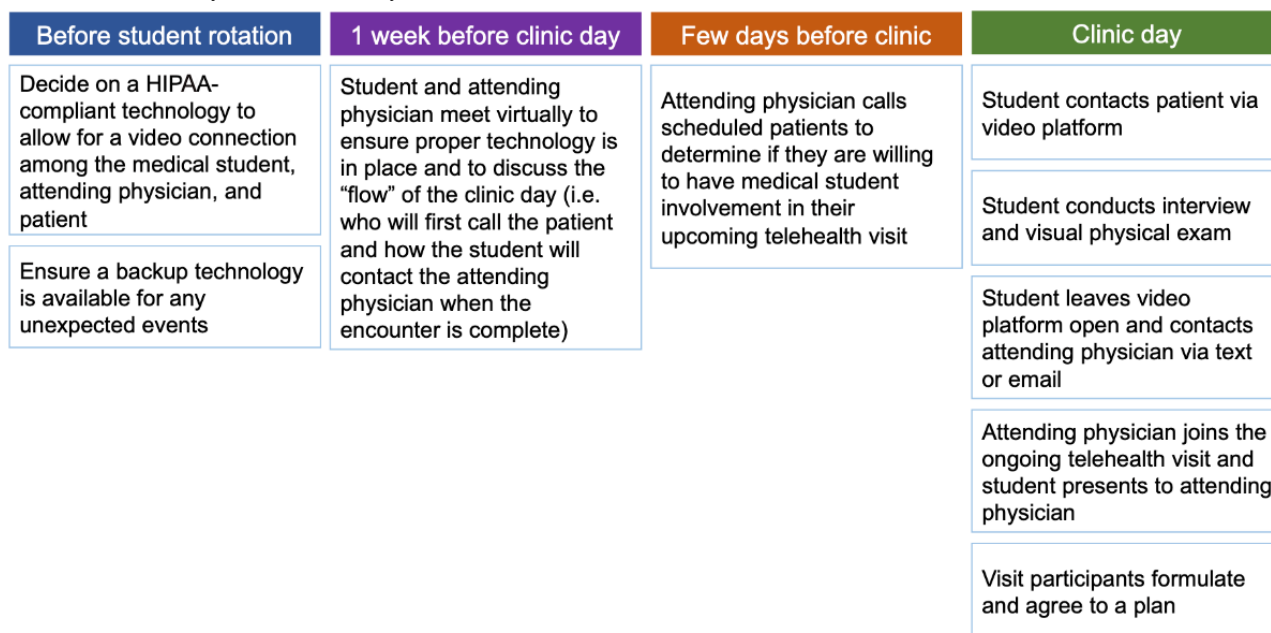 Before student rotation
Decide on a HIPAA-
compliant technology to
allow for a video connection
among the medical student,
attending physician, and
patient
Ensure a backup technology
is available for any
unexpected events
1 week before clinic day
Student and attending
physician meet virtually to
ensure proper technology is
in place and to discuss the
“flow” of the clinic day (i.e.
who will first call the patient
and how the student will
contact the attending
physician when the
encounter is complete)
Few days before clinic
Attending physician calls
scheduled patients to
determine if they are willing
to have medical student
involvement in their
upcoming telehealth visit
Clinic day
Student contacts patient via
video platform
Student conducts interview
and visual physical exam
Student leaves video
platform open and contacts
attending physician via text
or email
Attending physician joins the
ongoing telehealth visit and
student presents to attending
physician
Visit participants formulate
and agree to a plan